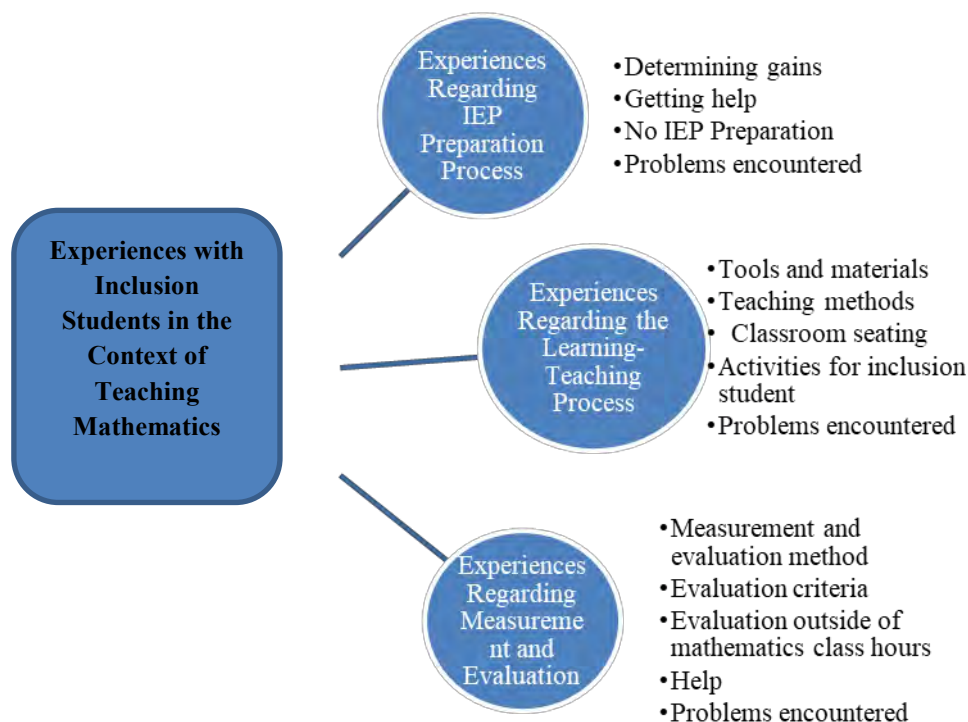 Experiences with
Inclusion
Students in the
Context of
Teaching
Mathematics
Experiences
Regarding
IEP
Preparation
Process
•Determining gains
•Getting help
•No IEP Preparation
•Problems encountered
Experiences
Regarding the
Learning-
Teaching
Process
•Tools and materials
•Teaching methods
• Classroom seating
•Activities for inclusion
student
•Problems encountered
Experiences
Regarding
Measureme
nt and
Evaluation
•Measurement and
evaluation method
•Evaluation criteria
•Evaluation outside of
mathematics class hours
•Help
•Problems encountered